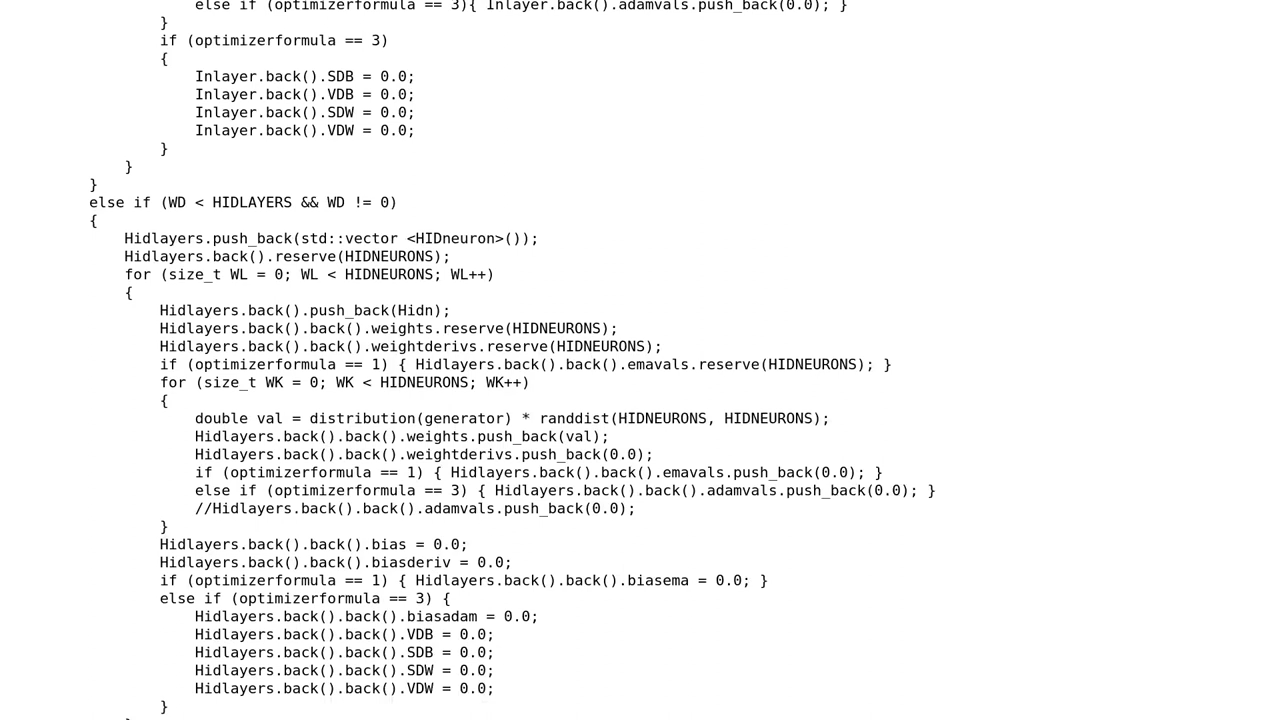 else if (optimizerformula == 3){ Inlayer.back().adamvals.push_back(0.0); }
}
if (optimizerformula == 3)
{
Inlayer.back().SDB = 0.0;
Inlayer.back().VDB = 0.0;
Inlayer.back().SDW = 0.0;
Inlayer.back().VDW = 0.0;
}
}
}
else if (WD < HIDLAYERS && WD != 0)
{
Hidlayers.push_back(std::vector <HIDneuron>());
Hidlayers.back().reserve(HIDNEURONS);
for (size_t WL = 0; WL < HIDNEURONS; WL++)
{
Hidlayers.back().push_back(Hidn);
Hidlayers.back().back().weights.reserve(HIDNEURONS);
Hidlayers.back().back().weightderivs.reserve(HIDNEURONS);
if (optimizerformula == 1) { Hidlayers.back().back().emavals.reserve(HIDNEURONS); }
for (size_t WK = 0; WK < HIDNEURONS; WK++)
{
double val = distribution(generator) * randdist(HIDNEURONS, HIDNEURONS);
Hidlayers.back().back().weights.push_back(val);
Hidlayers.back().back().weightderivs.push_back(0.0);
if (optimizerformula == 1) { Hidlayers.back().back().emavals.push_back(0.0); }
else if (optimizerformula == 3) { Hidlayers.back().back().adamvals.push_back(0.0); }
//Hidlayers.back().back().adamvals.push_back(0.0);
}
Hidlayers.back().back().bias = 0.0;
Hidlayers.back().back().biasderiv = 0.0;
if (optimizerformula == 1) { Hidlayers.back().back().biasema = 0.0; }
else if (optimizerformula == 3) {
Hidlayers.back().back().biasadam = 0.0;
Hidlayers.back().back().VDB = 0.0;
Hidlayers.back().back().SDB = 0.0;
Hidlayers.back().back().SDW = 0.0;
Hidlayers.back().back().VDW = 0.0;
}